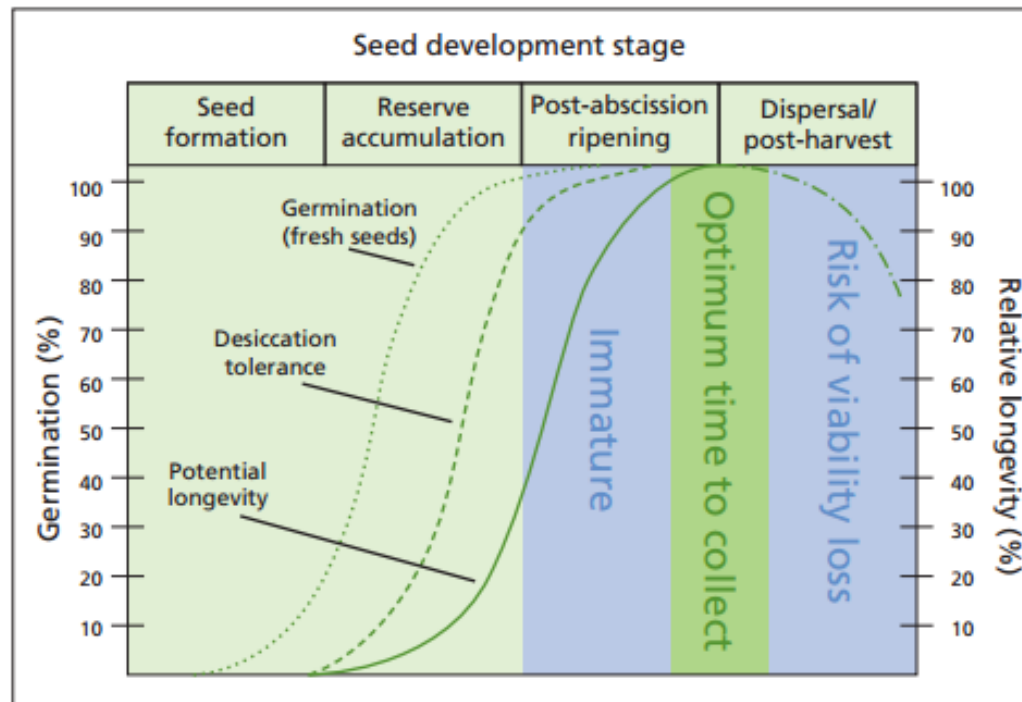 Seed development stage
Seed
formation
Reserve
accumulation
Post-abscission
ripening
Dispersal/
post-harvest
Germination (%)
100
90
80
70
60
50
40
30
20
10
Germination
(fresh seeds)
Desiccation
tolerance
Potential
longevity
Immature
Optimum time to collect
Risk of viability loss
100
90
80
70
60
50
40
30
20
10
Relative longevity (%)